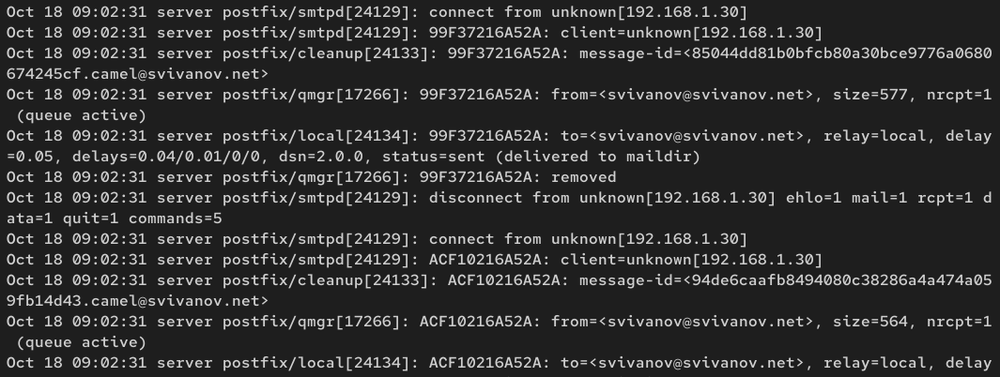 Oct 18 09:02:31 server postfix/smtpd[24129]: connect from unknown[192.168.1.30]
Oct 18 09:02:31 server postfix/smtpd[24129]: 99F37216A52A: client=unknown[192.168.1.30]
Oct 18 09:02:31 server postfix/cleanup[24133]: 99F37216A52A: message-id=<85044dd81b0bfcb80a30bce9776a0680
674245cf.camel@svivanov.net>
Oct 18 09:02:31 server postfix/qmgr[17266]: 99F37216A52A: from=<svivanov@svivanov.net>, size=577, nrcpt=1
 (queue active)
Oct 18 09:02:31 server postfix/local[24134]: 99F37216A52A: to=<svivanov@svivanov.net>, relay=local, delay
=0.05, delays=0.04/0.01/0/0, dsn=2.0.0, status=sent (delivered to maildir)
Oct 18 09:02:31 server postfix/qmgr[17266]: 99F37216A52A: removed
Oct 18 09:02:31 server postfix/smtpd[24129]: disconnect from unknown[192.168.1.30] ehlo=1 mail=1 rcpt=1 d
ata=1 quit=1 commands=5
Oct 18 09:02:31 server postfix/smtpd[24129]: connect from unknown[192.168.1.30]
Oct 18 09:02:31 server postfix/smtpd[24129]: ACF10216A52A: client=unknown[192.168.1.30]
Oct 18 09:02:31 server postfix/cleanup[24133]: ACF10216A52A: message-id=<94de6caafb8494080c38286a4a474a05
9fb14d43.camel@svivanov.net>
Oct 18 09:02:31 server postfix/qmgr[17266]: ACF10216A52A: from=<svivanov@svivanov.net>, size=564, nrcpt=1
 (queue active)
Oct 18 09:02:31 server postfix/local[24134]: ACF10216A52A: to=<svivanov@svivanov.net>, relay=local, delay